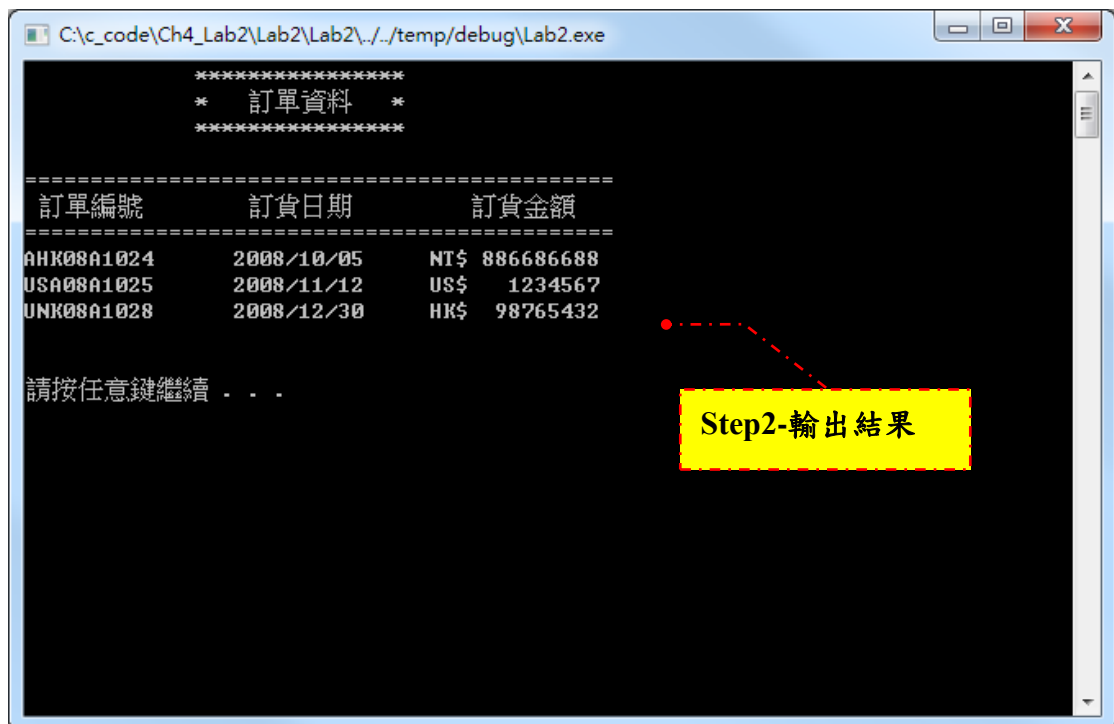 C:\c_code\Ch4_Lab2\Lab2\Lab2\../../temp/debug\Lab2.exe
****************
*   訂單資料   *
****************
=============================================
訂單編號        訂貨日期         訂貨金額
=============================================
AHK08A1024      2008/10/05     NT$ 886686688
USA08A1025      2008/11/12     US$   1234567
UNK08A1028      2008/12/30     HK$  98765432
請按任意鍵繼續 . . .
Step2-輸出結果